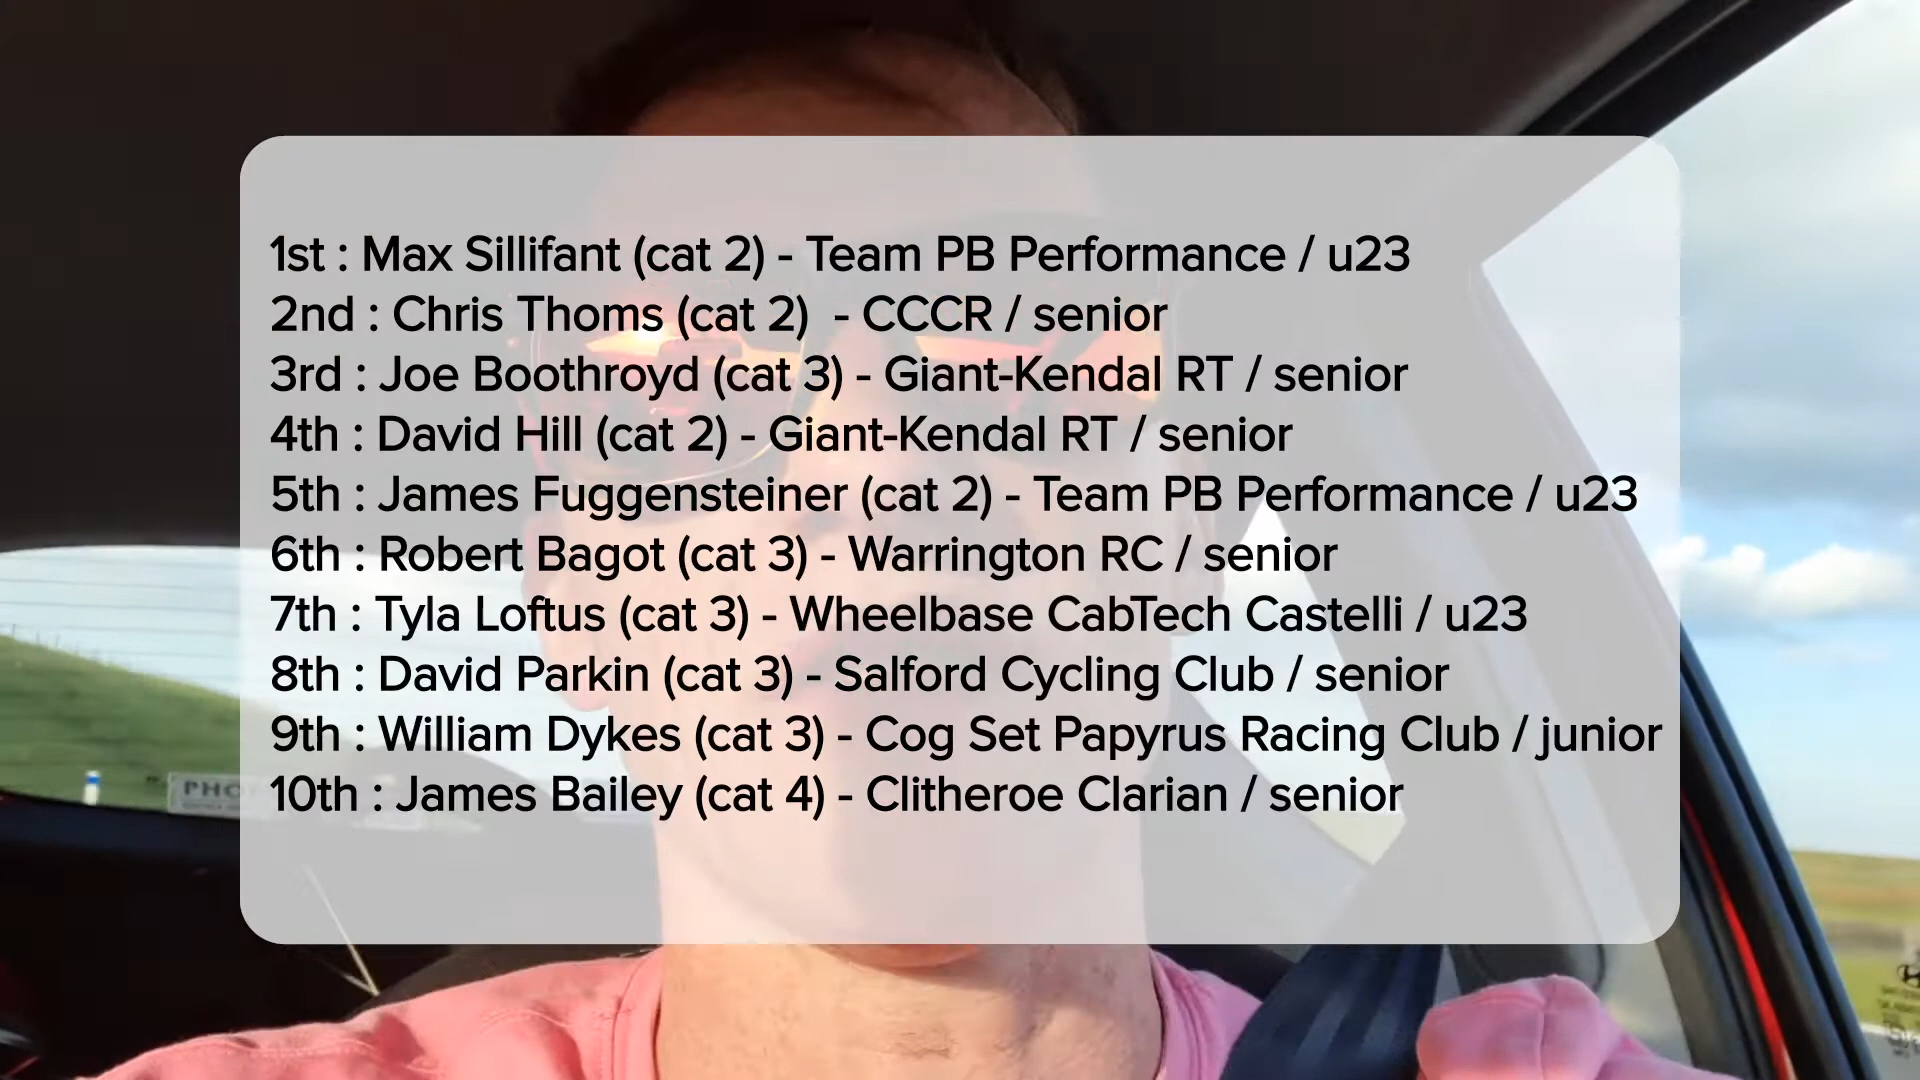 1st : Max Sillifant (cat 2) - Team PB Performance / u23
2nd : Chris Thoms (cat 2)  - CCCR / senior
3rd : Joe Boothroyd (cat 3) - Giant-Kendal RT / senior
4th : David Hill (cat 2) - Giant-Kendal RT / senior
5th : James Fuggensteiner (cat 2) - Team PB Performance / u23
6th : Robert Bagot (cat 3) - Warrington RC / senior
7th : Tyla Loftus (cat 3) - Wheelbase CabTech Castelli / u23
8th : David Parkin (cat 3) - Salford Cycling Club / senior
9th : William Dykes (cat 3) - Cog Set Papyrus Racing Club / junior
10th : James Bailey (cat 4) - Clitheroe Clarian / senior